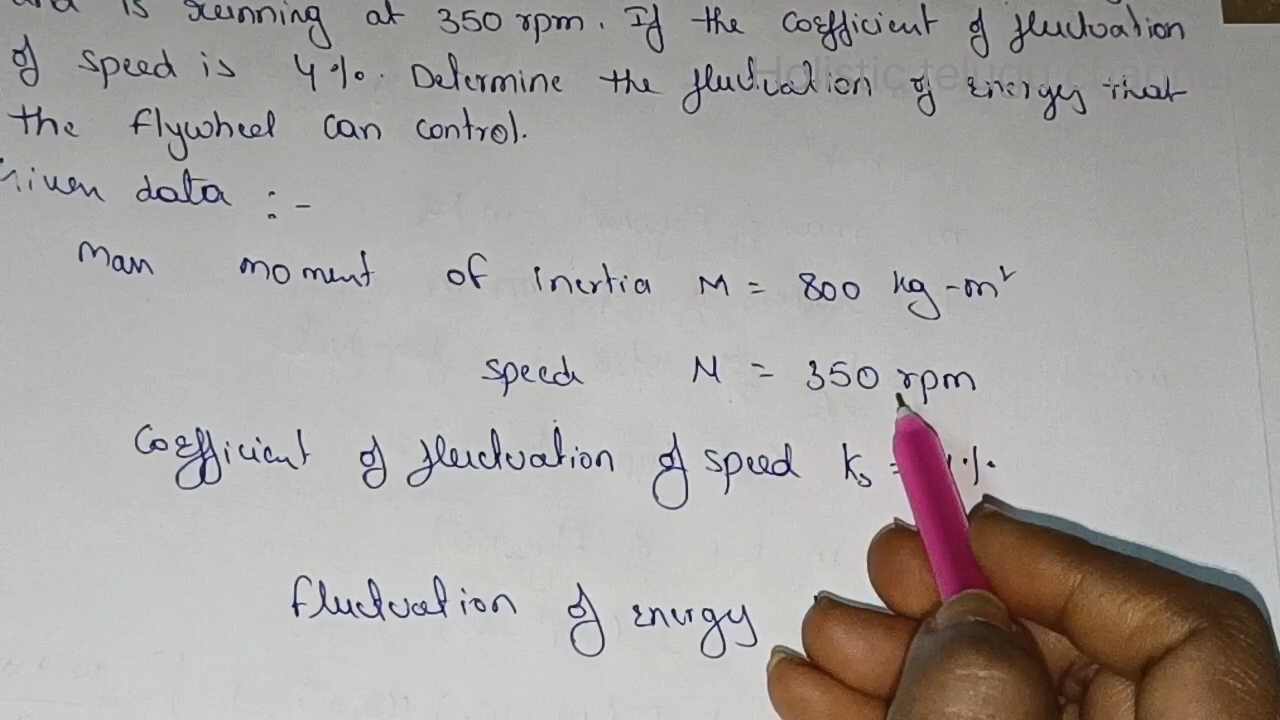 is running at 350 rpm. If the coefficient of fluctuation
of speed is 4%. Determine the fluctuation of energy that
the flywheel can control.
Given data :-
Mass moment of inertia M = 800 kg-m²
speed N = 350 rpm
Coefficient of fluctuation of speed Ks = %
fluctuation of energy
Holistic telugu